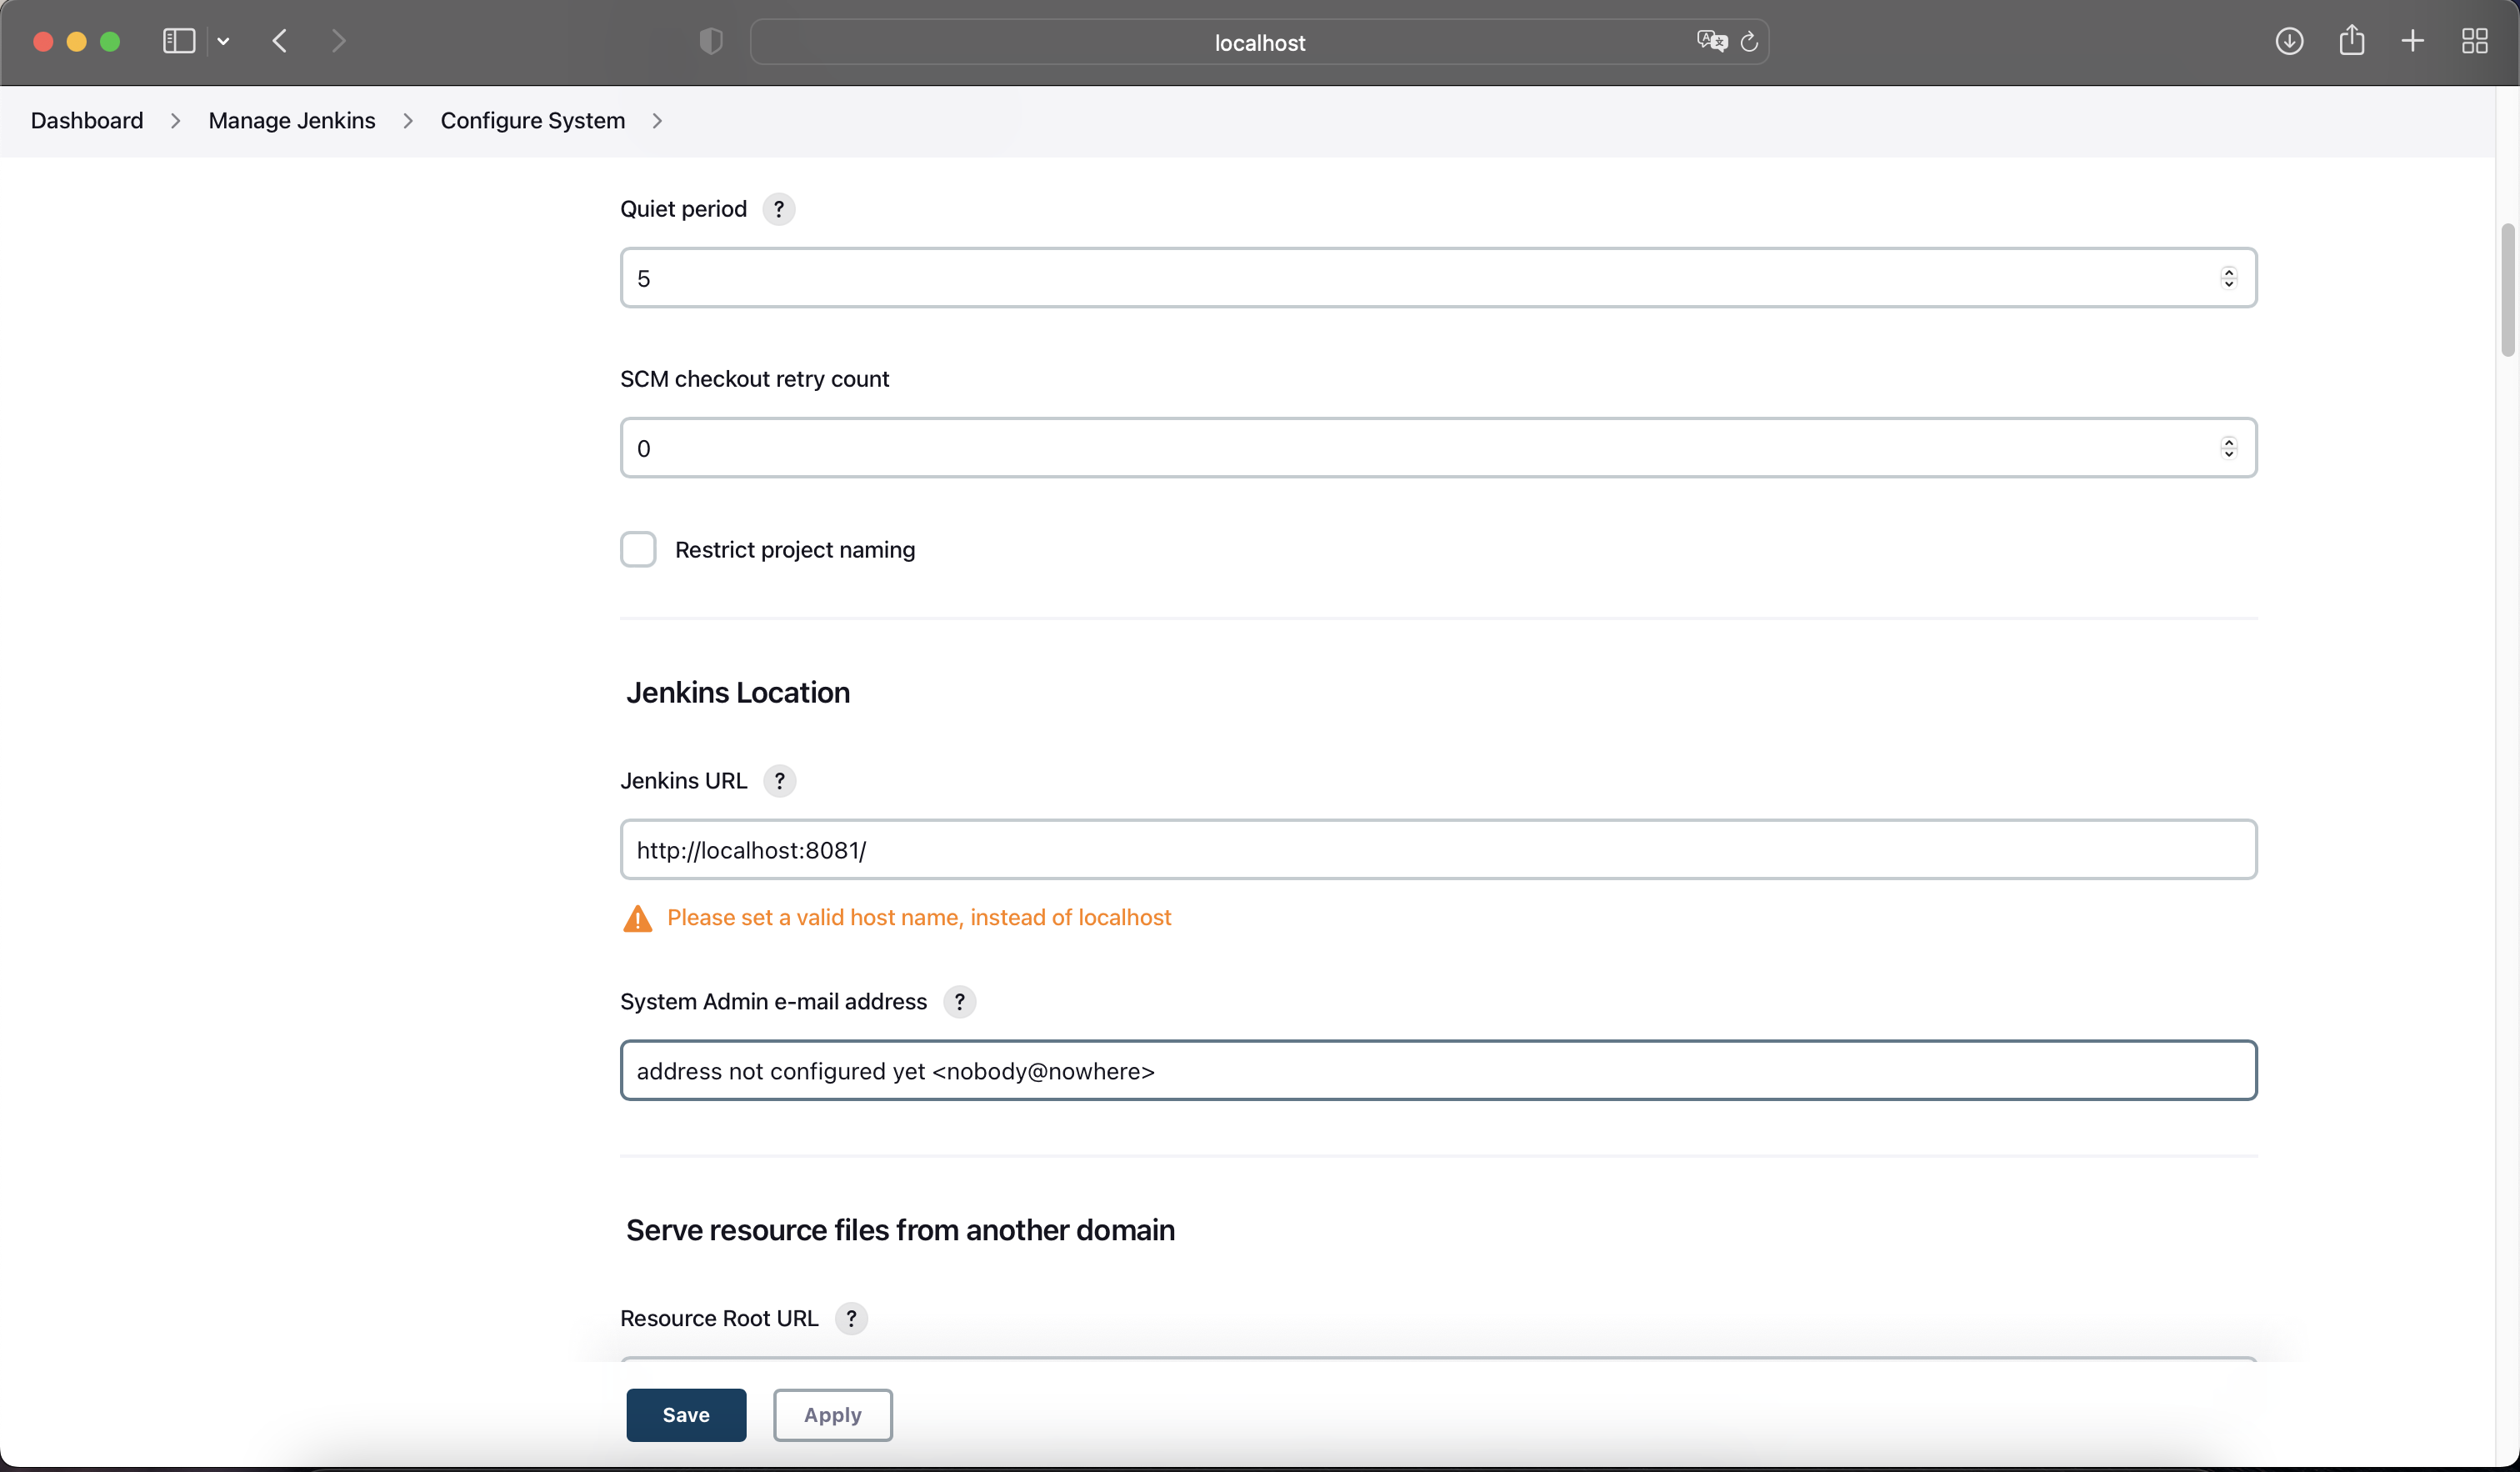 localhost
Dashboard > Manage Jenkins > Configure System >
Quiet period ?
5
SCM checkout retry count
0
Restrict project naming
Jenkins Location
Jenkins URL ?
http://localhost:8081/
Please set a valid host name, instead of localhost
System Admin e-mail address ?
address not configured yet <nobody@nowhere>
Serve resource files from another domain
Resource Root URL ?
Save Apply